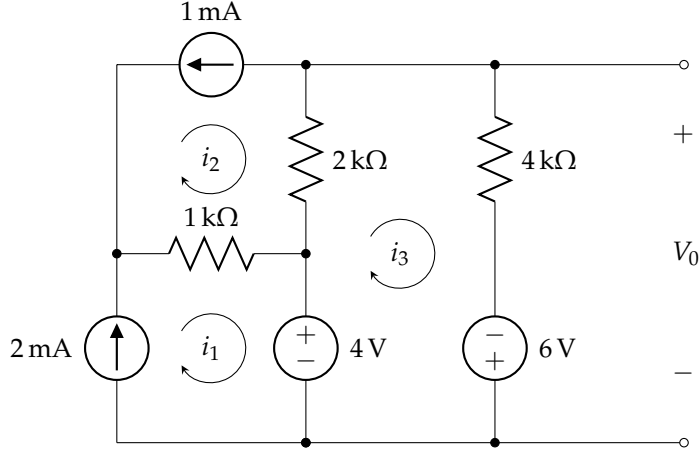 1 mA
+
i₂
2 kΩ
4 kΩ
1 kΩ
i₃
V₀
2 mA
i₁
+
−
4 V
−
+
6 V
−